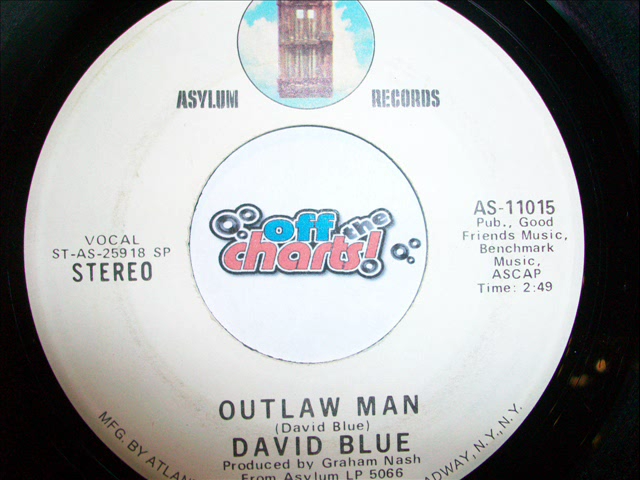 ASYLUM RECORDS
off the
charts!
VOCAL
ST-AS-25918 SP
STEREO
AS-11015
Pub., Good
Friends Music,
Benchmark
Music,
ASCAP
Time: 2:49
OUTLAW MAN
(David Blue)
DAVID BLUE
Produced by Graham Nash
From Asylum LP 5066
MFG. BY ATLAN
ADWAY, N.Y., N.Y.